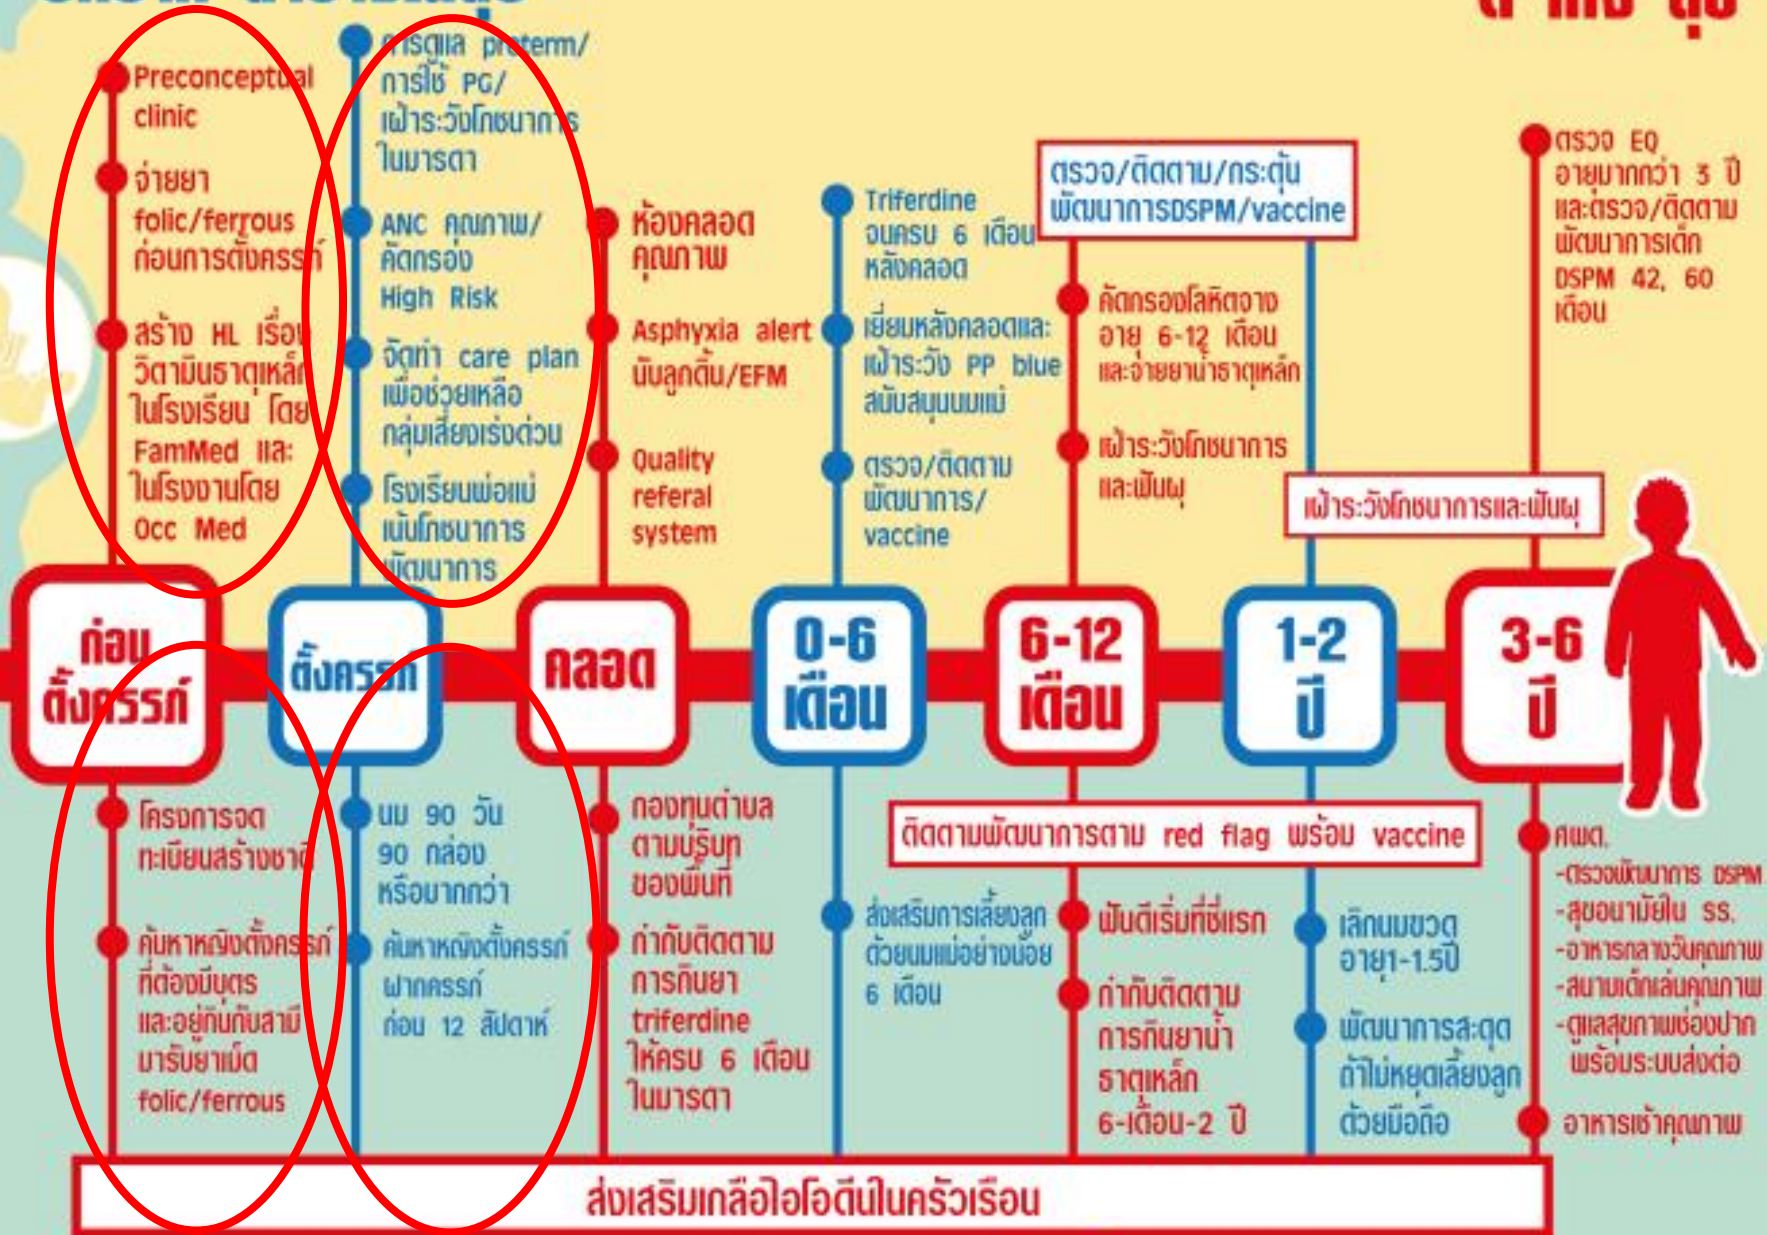 Preconceptual
clinic
จ่ายยา
folic/ferrous
ก่อนการตั้งครรภ์
สร้าง HL เรื่อง
วิตามินธาตุเหล็ก
ในโรงเรียน โดย
FamMed และ
ในโรงงานโดย
Occ Med
การดูแล preterm/
การใช้ PG/
เฝ้าระวังโภชนาการ
ในมารดา
ANC คุณภาพ/
คัดกรอง
High Risk
จัดทำ care plan
เพื่อช่วยเหลือ
กลุ่มเสี่ยงเร่งด่วน
โรงเรียนพ่อแม่
เน้นโภชนาการ
พัฒนาการ
ห้องคลอด
คุณภาพ
Asphyxia alert
นับลูกดิ้น/EFM
Quality
referal
system
Triferdine
จนครบ 6 เดือน
หลังคลอด
เยี่ยมหลังคลอดและ
เฝ้าระวัง PP blue
สนับสนุนนมแม่
ตรวจ/ติดตาม
พัฒนาการ/
vaccine
ตรวจ/ติดตาม/กระตุ้น
พัฒนาการDSPM/vaccine
คัดกรองโลหิตจาง
อายุ 6-12 เดือน
และจ่ายยาน้ำธาตุเหล็ก
เฝ้าระวังโภชนาการ
และฟันผุ
ตรวจ EQ
อายุมากกว่า 3 ปี
และตรวจ/ติดตาม
พัฒนาการเด็ก
DSPM 42, 60
เดือน
เฝ้าระวังโภชนาการและฟันผุ
ก่อน
ตั้งครรภ์
ตั้งครรภ์
คลอด
0-6
เดือน
6-12
เดือน
1-2
ปี
3-6
ปี
โครงการจด
ทะเบียนสร้างชาติ
ค้นหาหญิงตั้งครรภ์
ที่ต้องมีบุตร
และอยู่กินกับสามี
มารับยาเม็ด
folic/ferrous
นม 90 วัน
90 กล่อง
หรือมากกว่า
ค้นหาหญิงตั้งครรภ์
ฝากครรภ์
ก่อน 12 สัปดาห์
กองทุนตำบล
ตามบริบท
ของพื้นที่
กำกับติดตาม
การกินยา
triferdine
ให้ครบ 6 เดือน
ในมารดา
ติดตามพัฒนาการตาม red flag พร้อม vaccine
ส่งเสริมการเลี้ยงลูก
ด้วยนมแม่อย่างน้อย
6 เดือน
ฟันดีเริ่มที่ซี่แรก
กำกับติดตาม
การกินยาน้ำ
ธาตุเหล็ก
6-เดือน-2 ปี
เลิกนมขวด
อายุ1-1.5ปี
พัฒนาการสะดุด
ถ้าไม่หยุดเลี้ยงลูก
ด้วยมือถือ
ศพด.
-ตรวจพัฒนาการ DSPM
-สุขอนามัยใน รร.
-อาหารกลางวันคุณภาพ
-สนามเด็กเล่นคุณภาพ
-ดูแลสุขภาพช่องปาก
พร้อมระบบส่งต่อ
อาหารเช้าคุณภาพ
ส่งเสริมเกลือไอโอดีนในครัวเรือน